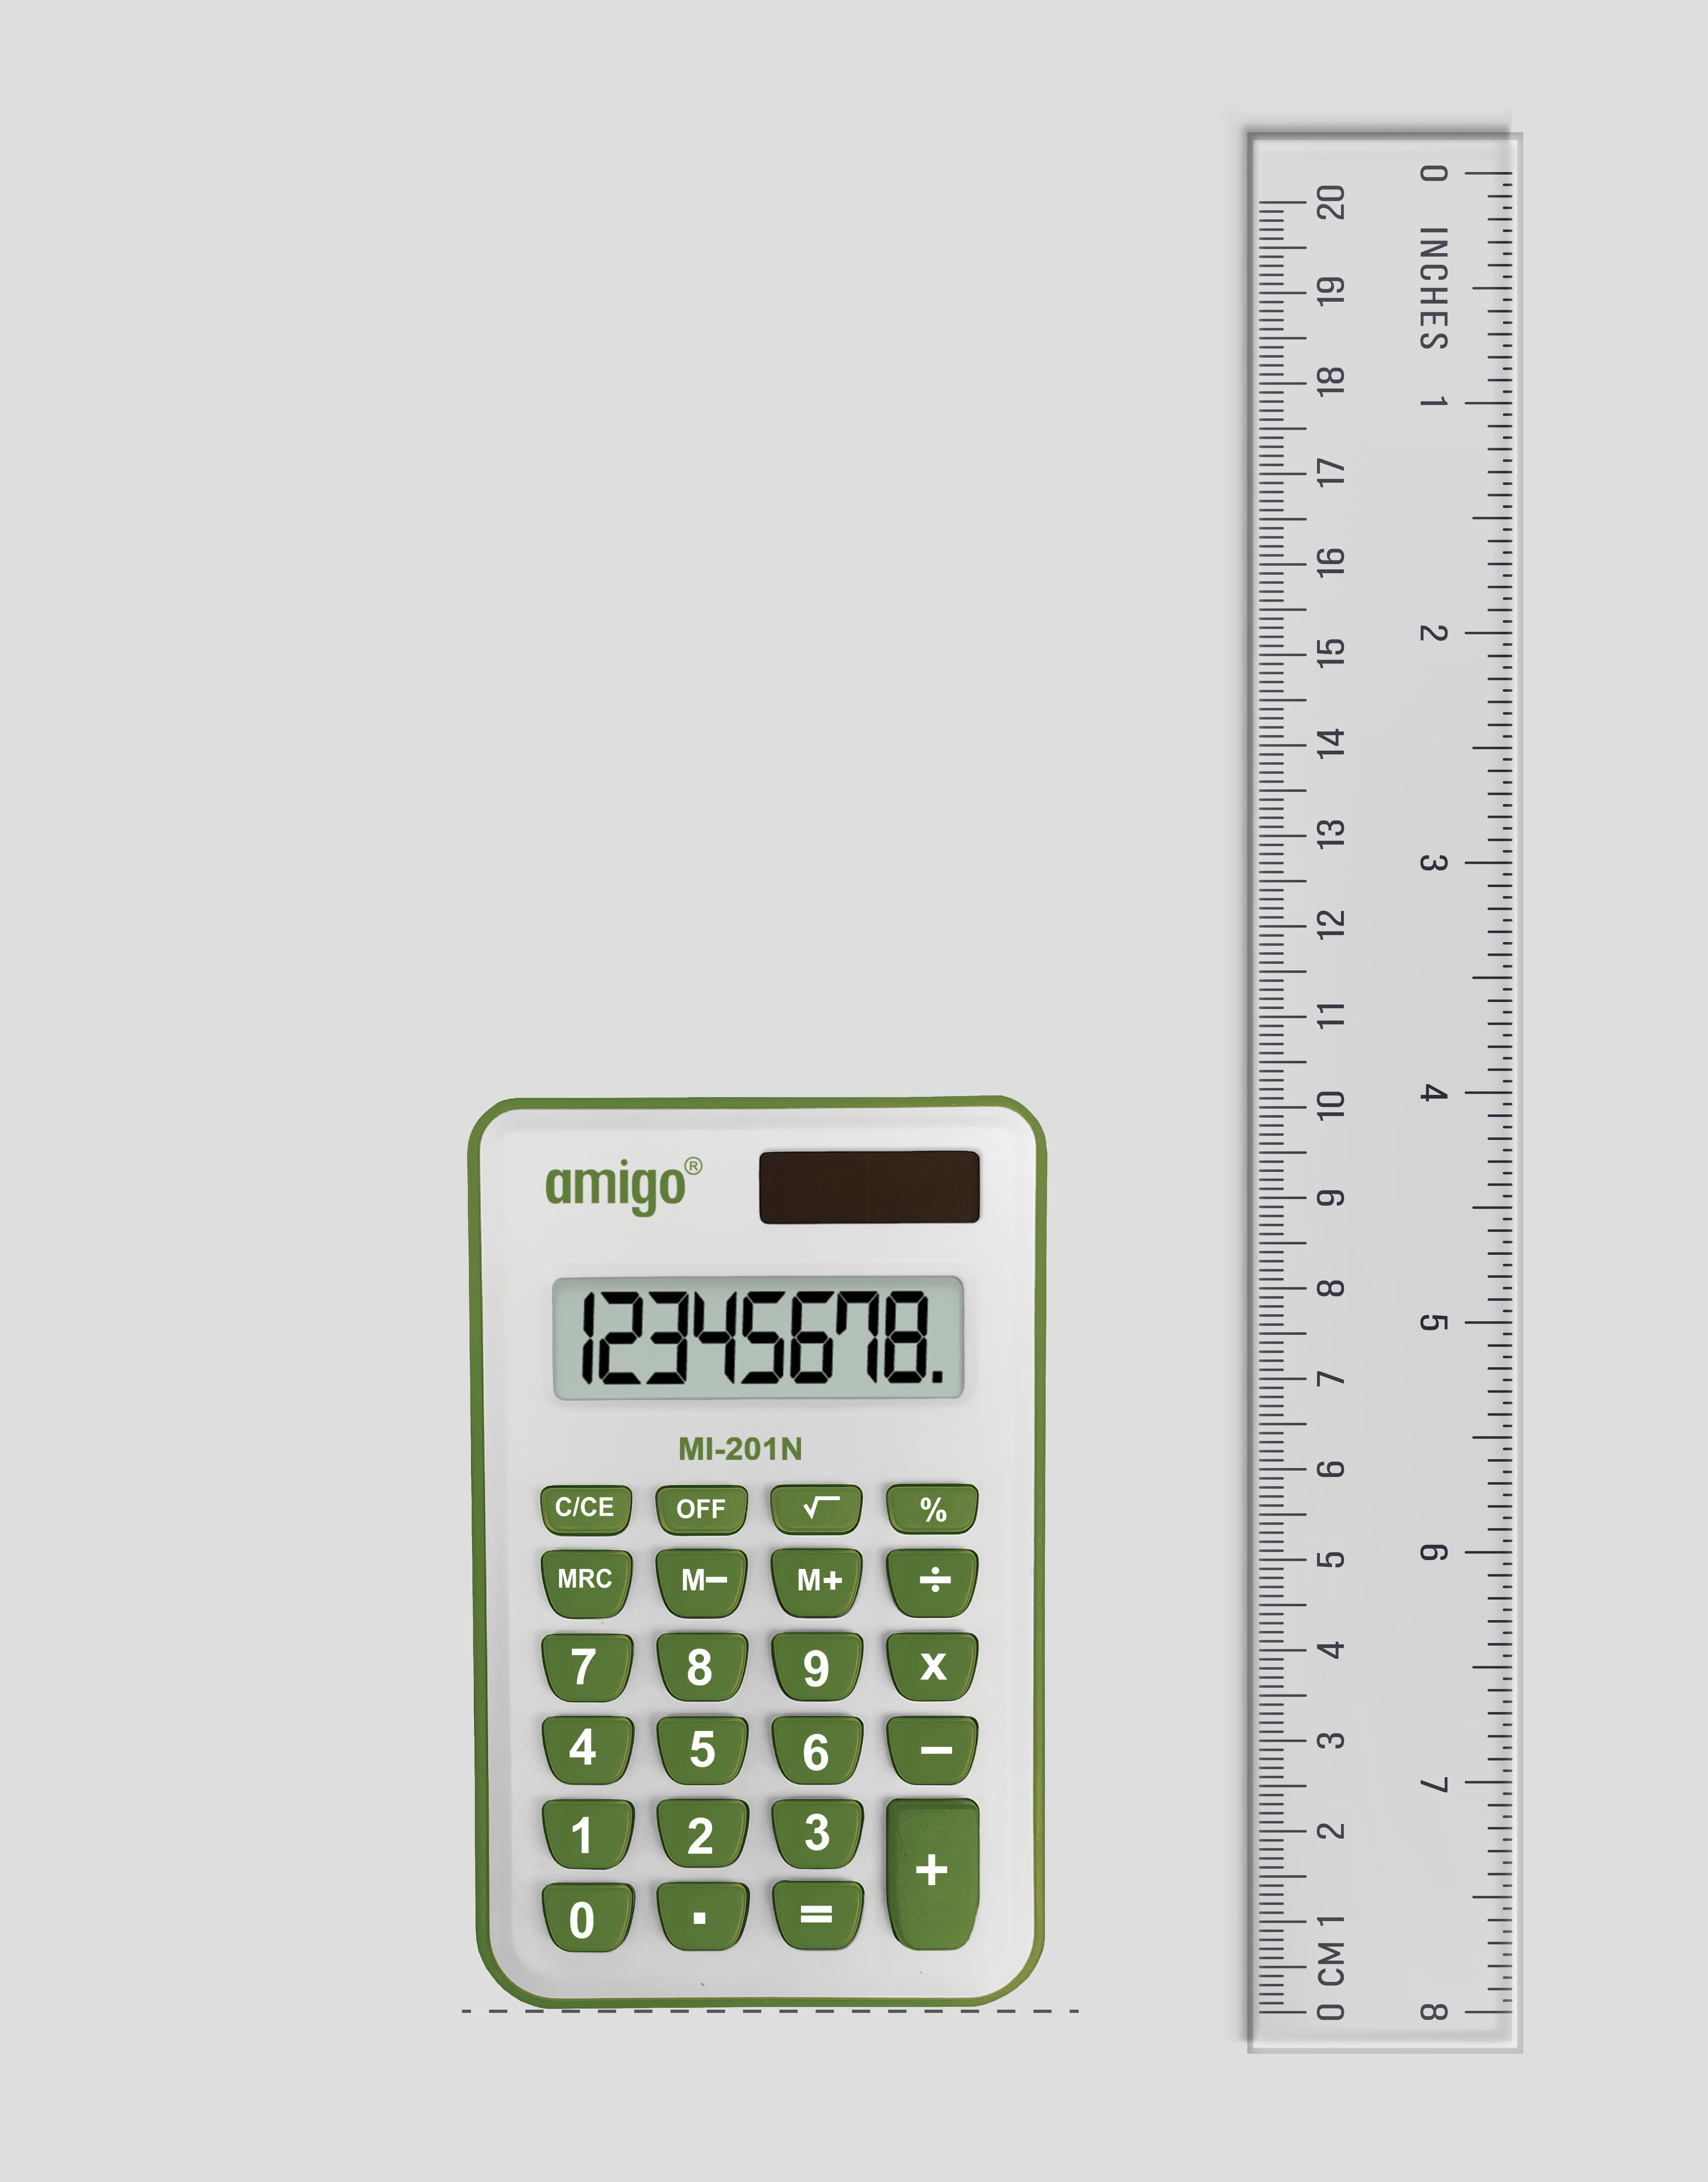 amigo®
12345678.
MI-201N
C/CE OFF √ %
MRC M− M+ ÷
7 8 9 x
4 5 6 −
1 2 3 +
0 . =
20
19
18
17
16
15
14
13
12
11
10
9
8
7
6
5
4
3
2
1
0 CM
0 INCHES
1
2
3
4
5
6
7
8